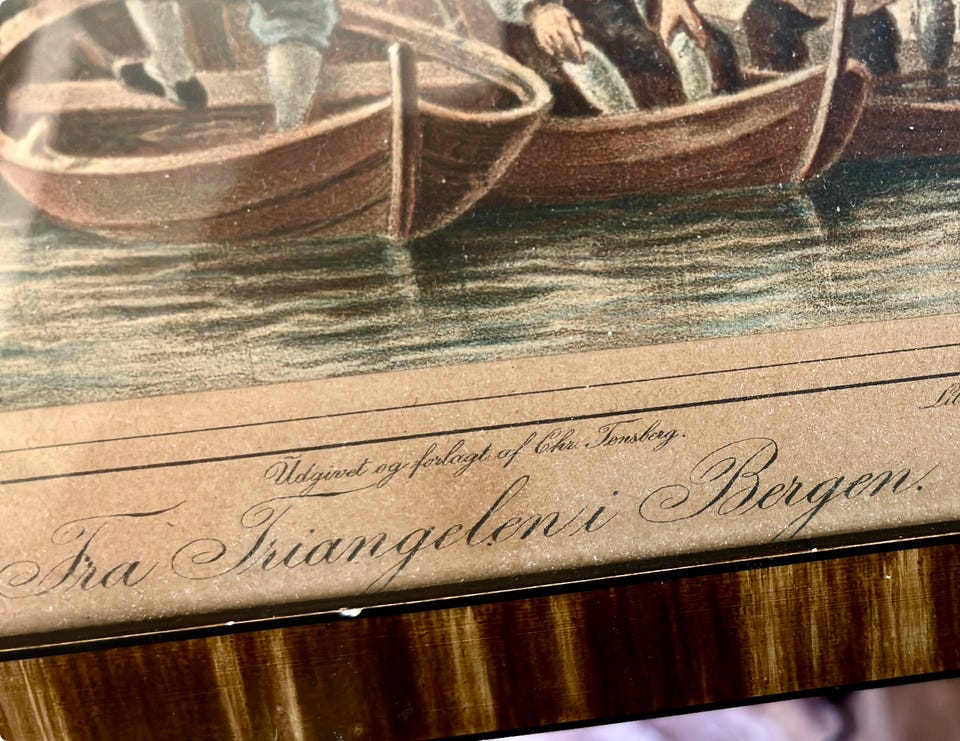 Udgivet og forlagt af Chr. Tønsberg.
Fra Triangelen i Bergen.